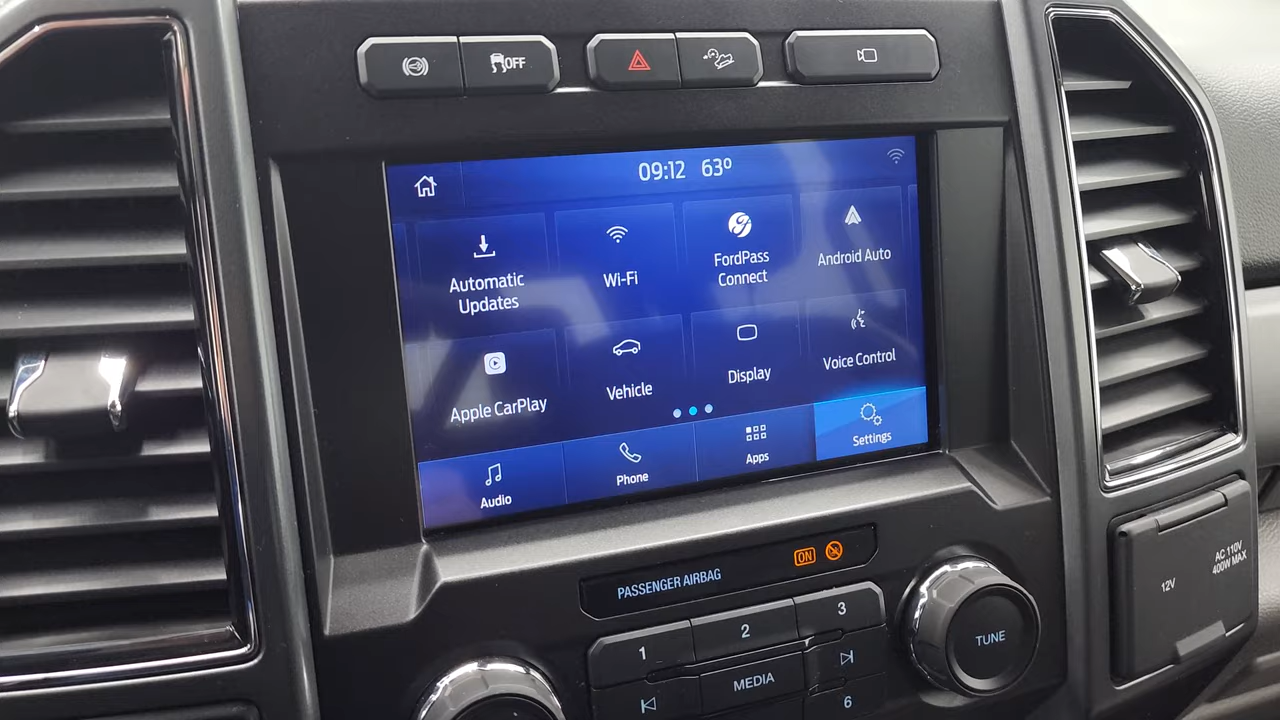 OFF
09:12 63º
Automatic
Updates
Wi-Fi
FordPass
Connect
Android Auto
Apple CarPlay
Vehicle
Display
Voice Control
Audio
Phone
Apps
Settings
PASSENGER AIRBAG
ON
1
2
3
MEDIA
6
TUNE
12V
AC 110V
400W MAX